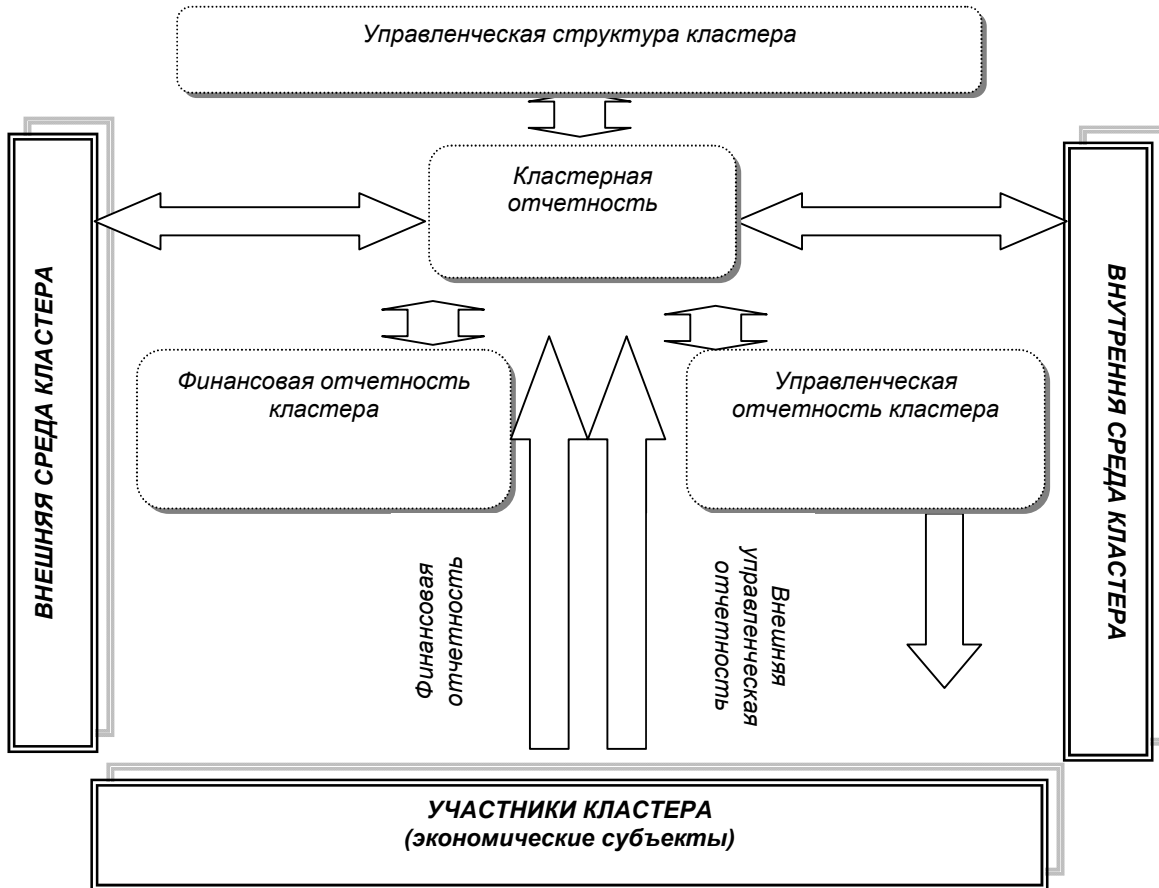 Управленческая структура кластера
Кластерная
отчетность
ВНЕШНЯЯ СРЕДА КЛАСТЕРА
ВНУТРЕННЯ СРЕДА КЛАСТЕРА
Финансовая отчетность
кластера
Управленческая
отчетность кластера
Финансовая
отчетность
Внешняя
управленческая
отчетность
УЧАСТНИКИ КЛАСТЕРА
(экономические субъекты)